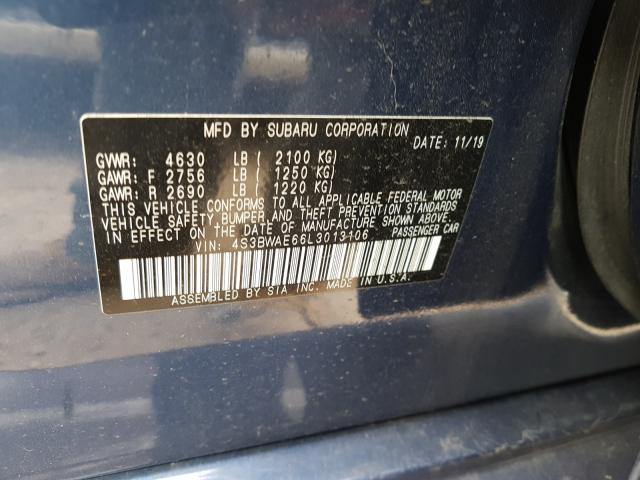 MFD BY SUBARU CORPORATION
DATE: 11/19
GVWR: 4630 LB ( 2100 KG)
GAWR: F 2756 LB ( 1250 KG)
GAWR: R 2690 LB ( 1220 KG)
THIS VEHICLE CONFORMS TO ALL APPLICABLE FEDERAL MOTOR
VEHICLE SAFETY, BUMPER, AND THEFT PREVENTION STANDARDS
IN EFFECT ON THE DATE OF MANUFACTURE SHOWN ABOVE.
VIN: 4S3BWAE66L3013106 PASSENGER CAR
ASSEMBLED BY SIA INC. MADE IN U.S.A.